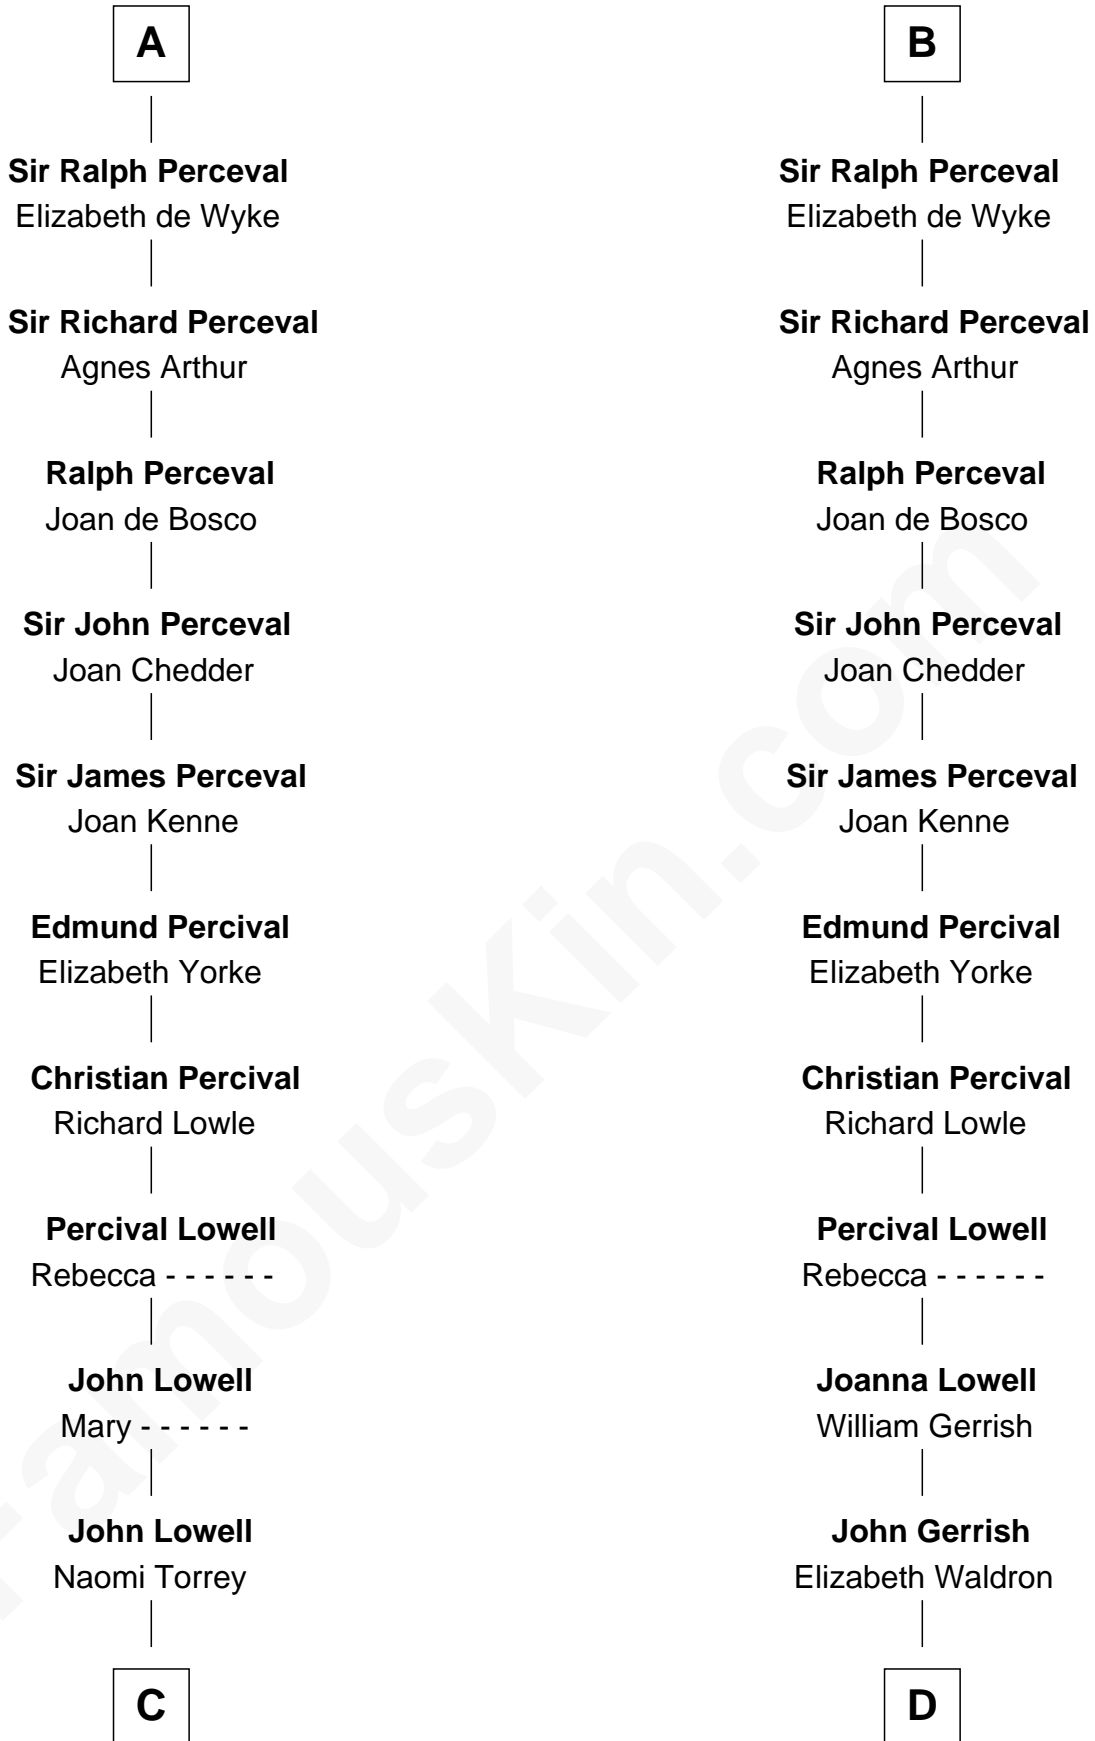 A
Sir Ralph Perceval
Elizabeth de Wyke
Sir Richard Perceval
Agnes Arthur
Ralph Perceval
Joan de Bosco
Sir John Perceval
Joan Chedder
Sir James Perceval
Joan Kenne
Edmund Percival
Elizabeth Yorke
Christian Percival
Richard Lowle
Percival Lowell
Rebecca - - - - - -
John Lowell
Mary - - - - - -
John Lowell
Naomi Torrey
C
B
Sir Ralph Perceval
Elizabeth de Wyke
Sir Richard Perceval
Agnes Arthur
Ralph Perceval
Joan de Bosco
Sir John Perceval
Joan Chedder
Sir James Perceval
Joan Kenne
Edmund Percival
Elizabeth Yorke
Christian Percival
Richard Lowle
Percival Lowell
Rebecca - - - - - -
Joanna Lowell
William Gerrish
John Gerrish
Elizabeth Waldron
D
FamousKin.com